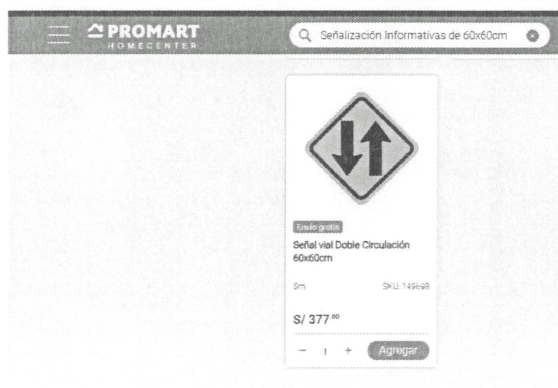 PROMART
HOMECENTER
Señalización Informativas de 60x60cm
Envío gratis
Señal vial Doble Circulación
60x60cm
3m SKU: 149698
S/ 377.90
− 1 +
Agregar